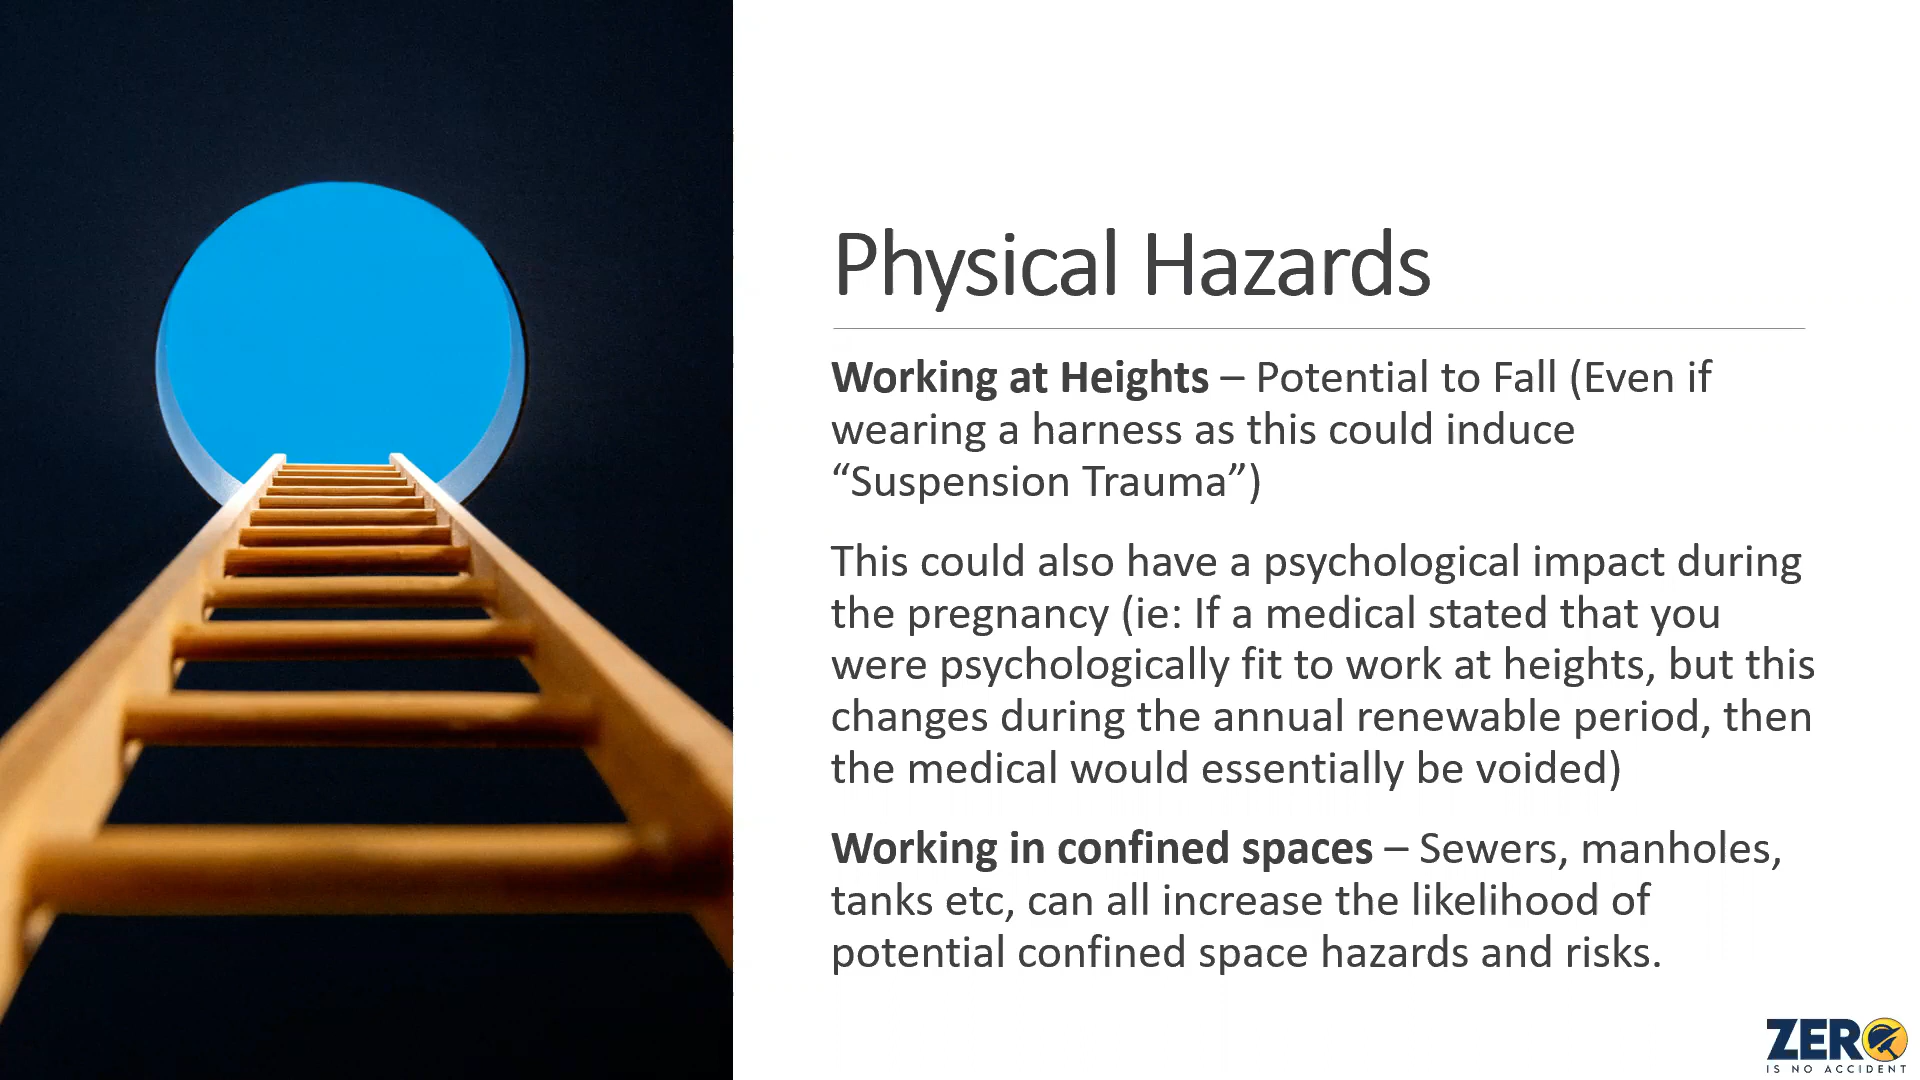 Physical Hazards
Working at Heights – Potential to Fall (Even if
wearing a harness as this could induce
“Suspension Trauma”)
This could also have a psychological impact during
the pregnancy (ie: If a medical stated that you
were psychologically fit to work at heights, but this
changes during the annual renewable period, then
the medical would essentially be voided)
Working in confined spaces – Sewers, manholes,
tanks etc, can all increase the likelihood of
potential confined space hazards and risks.
ZERO
IS NO ACCIDENT